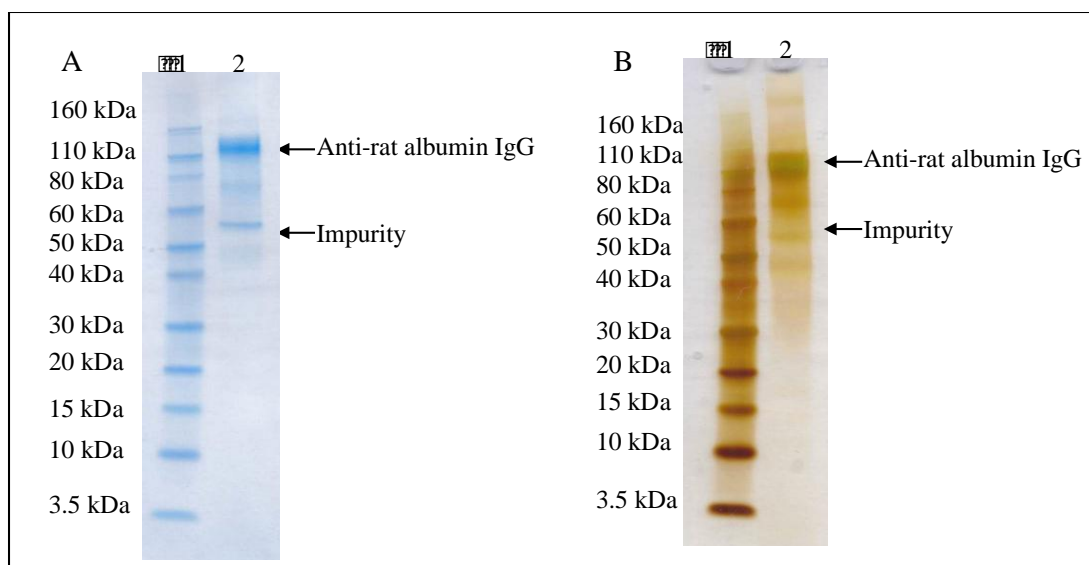 A
2
160 kDa
110 kDa
80 kDa
60 kDa
50 kDa
40 kDa
30 kDa
20 kDa
15 kDa
10 kDa
3.5 kDa
Anti-rat albumin IgG
Impurity
B
2
160 kDa
110 kDa
80 kDa
60 kDa
50 kDa
40 kDa
30 kDa
20 kDa
15 kDa
10 kDa
3.5 kDa
Anti-rat albumin IgG
Impurity